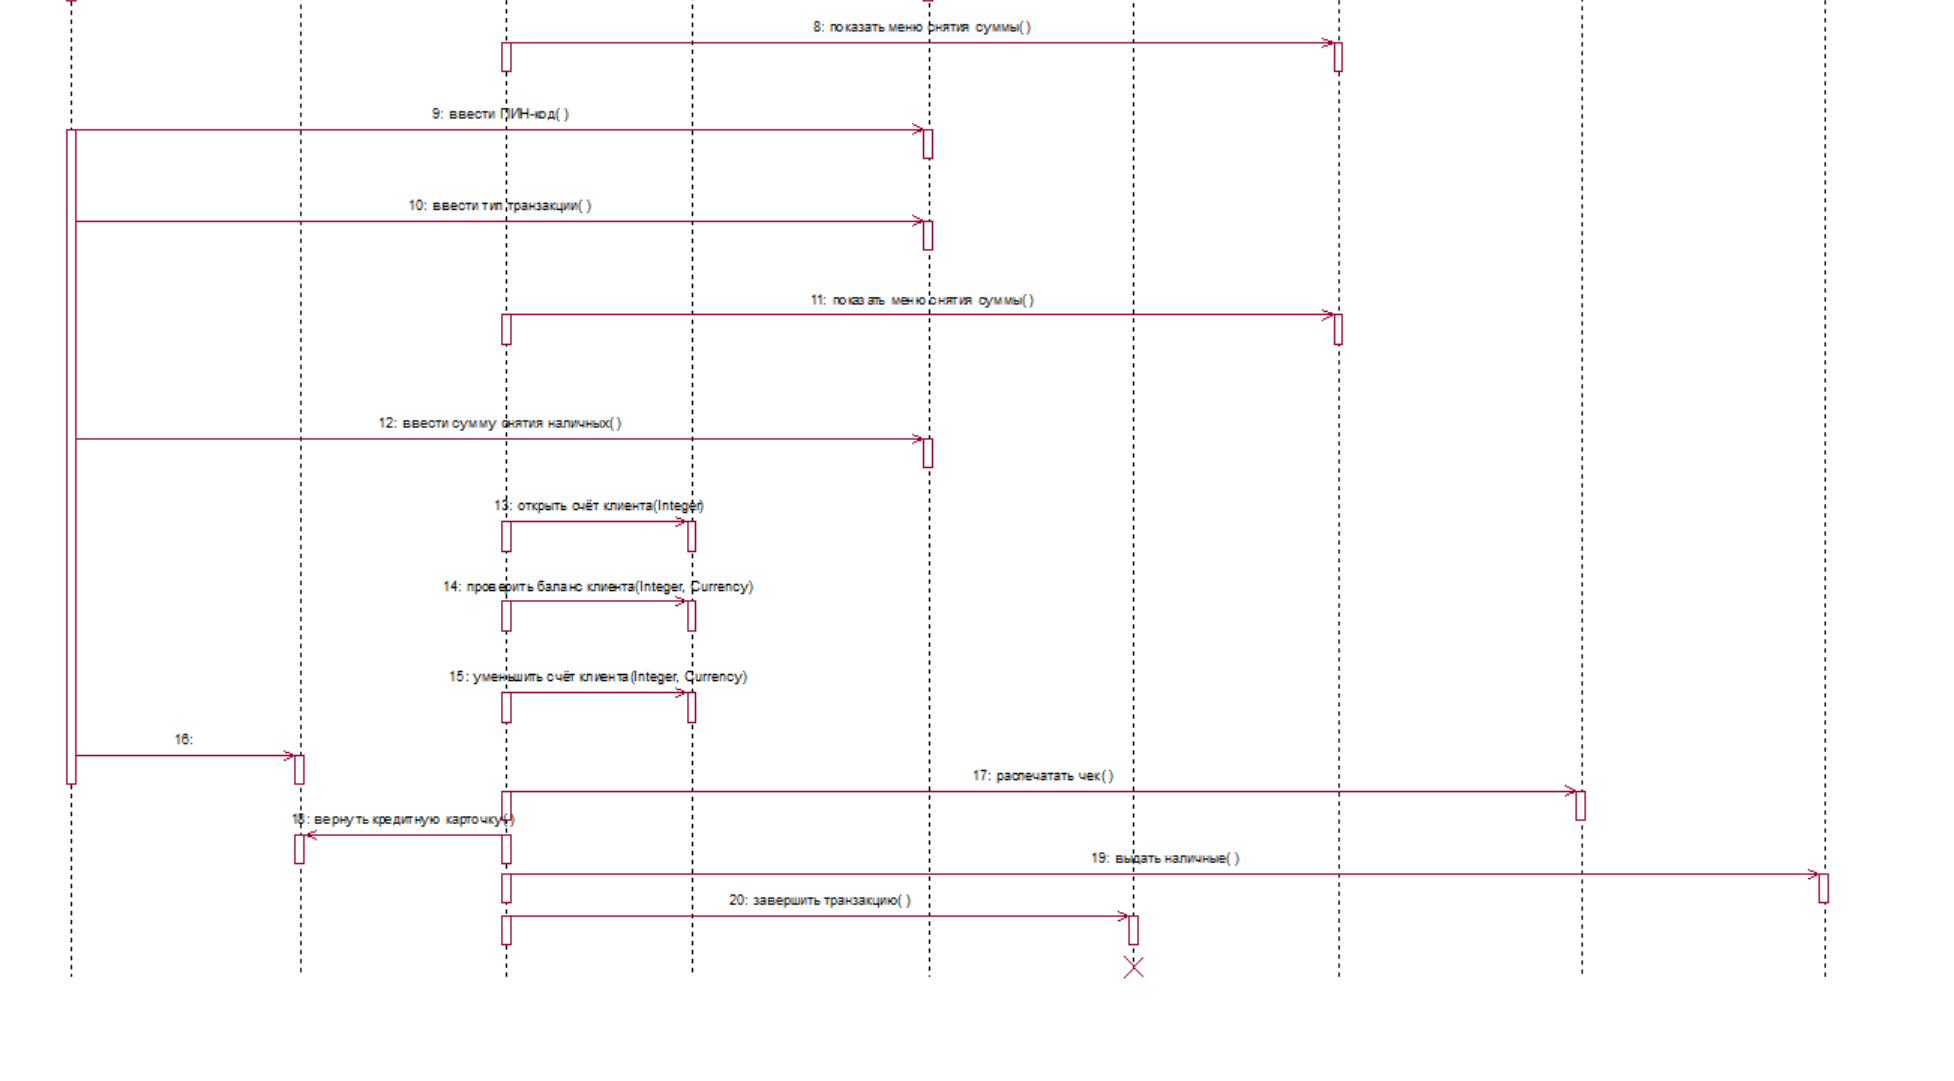 8: показать меню снятия суммы( )
9: ввести ПИН-код( )
10: ввести тип транзакции( )
11: показать меню снятия суммы( )
12: ввести сумму снятия наличных( )
13: открыть счёт клиента(Integer)
14: проверить баланс клиента(Integer, Currency)
15: уменьшить счёт клиента(Integer, Currency)
16:
17: распечатать чек( )
18: вернуть кредитную карточку( )
19: выдать наличные( )
20: завершить транзакцию( )